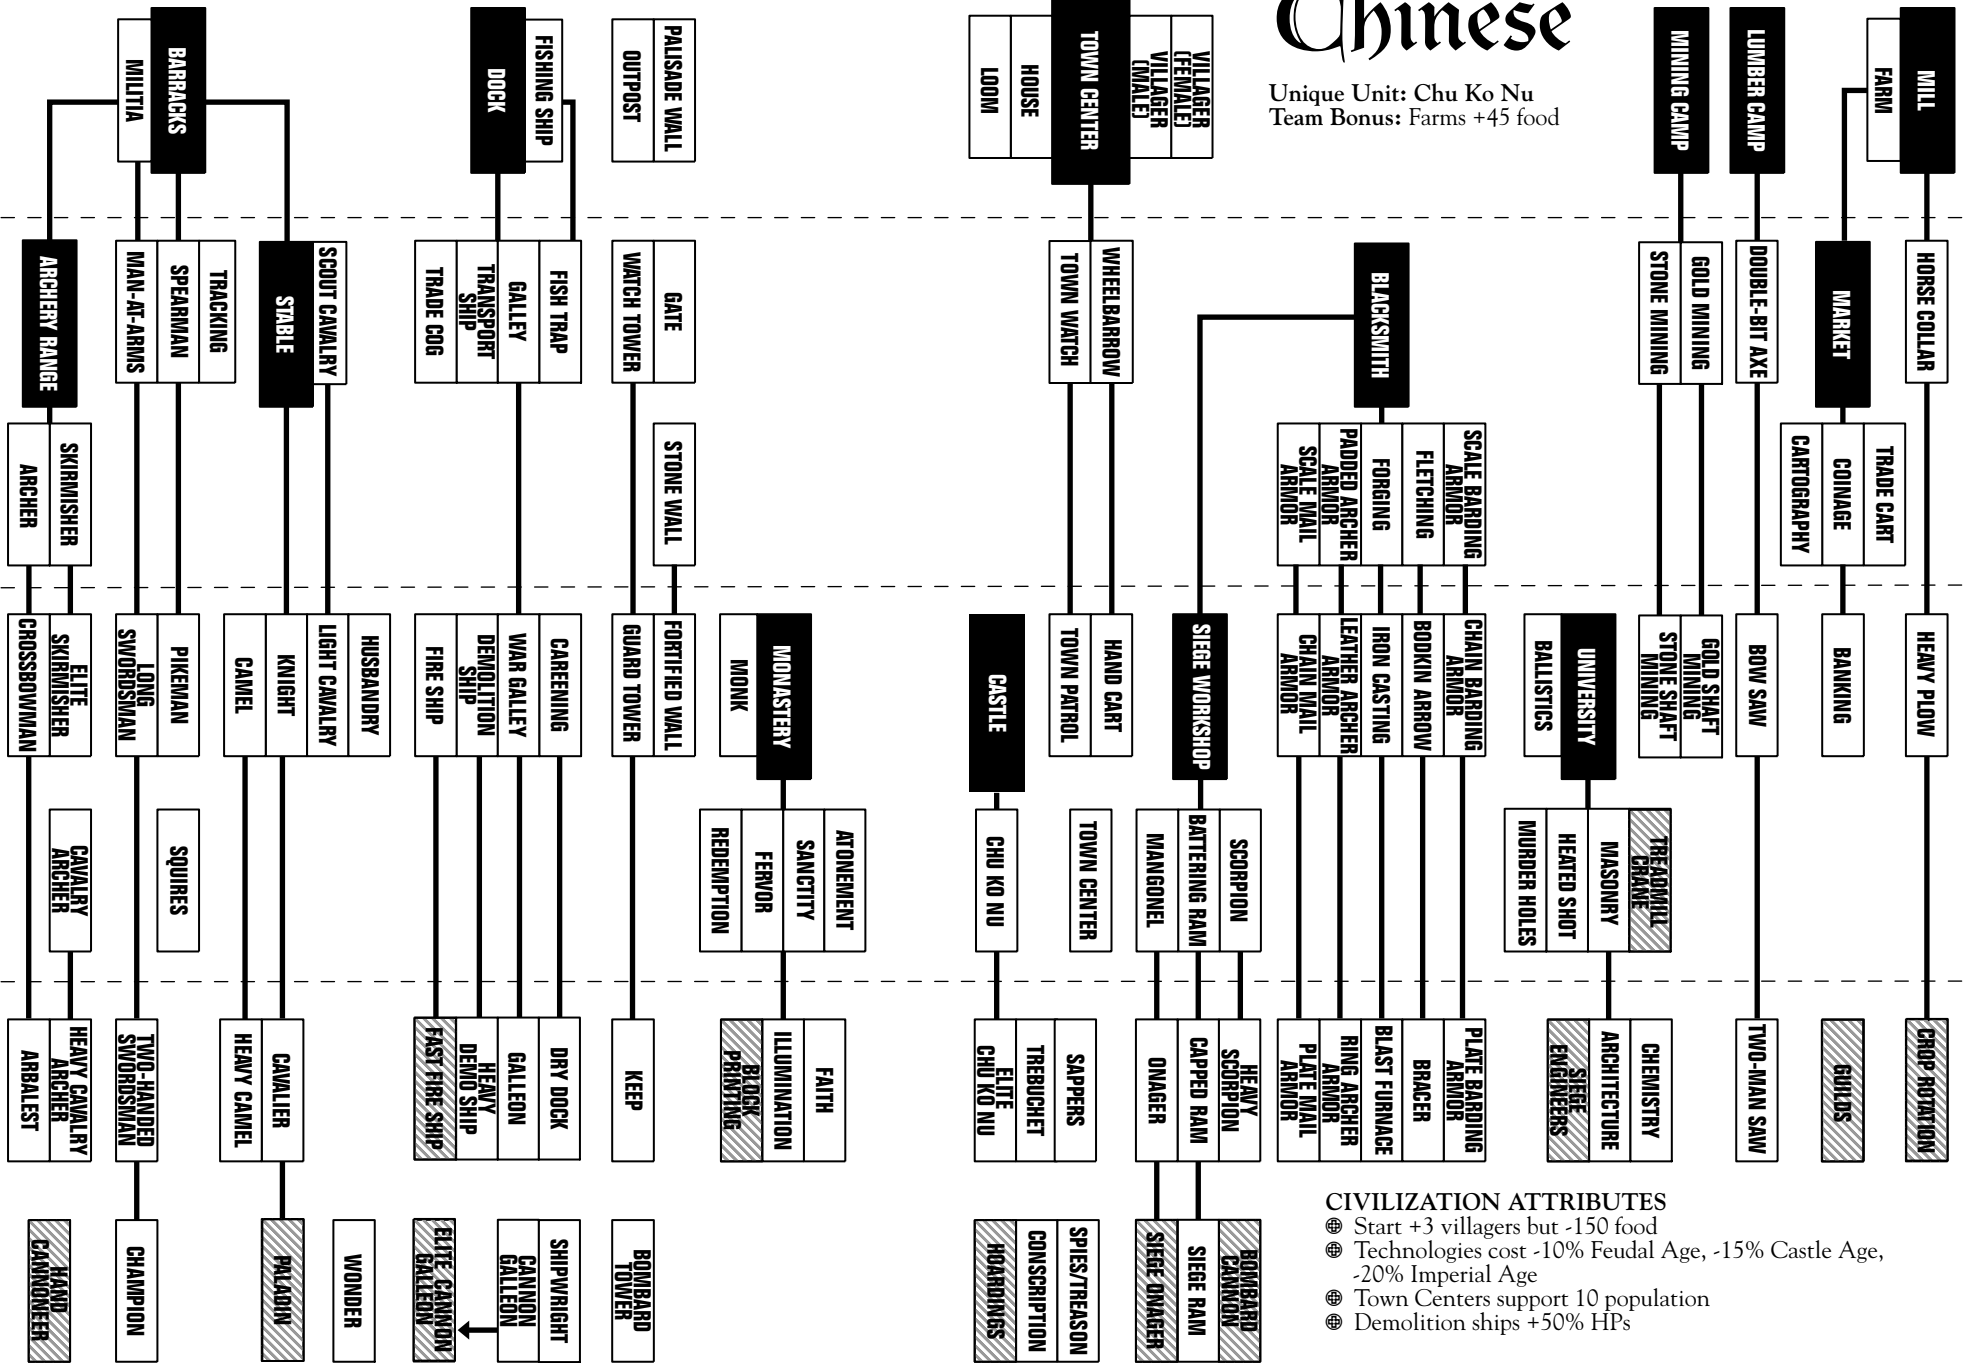 Chinese
Unique Unit: Chu Ko Nu
Team Bonus: Farms +45 food
BARRACKS
MILITIA
DOCK
FISHING SHIP
OUTPOST
PALISADE WALL
LOOM
HOUSE
TOWN CENTER
VILLAGER
(MALE)
VILLAGER
(FEMALE)
MINING CAMP
LUMBER CAMP
FARM
MILL
ARCHERY RANGE
MAN-AT-ARMS
SPEARMAN
TRACKING
STABLE
SCOUT CAVALRY
TRADE COG
TRANSPORT
SHIP
GALLEY
FISH TRAP
WATCH TOWER
GATE
TOWN WATCH
WHEELBARROW
BLACKSMITH
STONE MINING
GOLD MINING
DOUBLE-BIT AXE
MARKET
HORSE COLLAR
ARCHER
SKIRMISHER
STONE WALL
SCALE MAIL
ARMOR
PADDED ARCHER
ARMOR
FORGING
FLETCHING
SCALE BARDING
ARMOR
CARTOGRAPHY
COINAGE
TRADE CART
CROSSBOWMAN
ELITE
SKIRMISHER
LONG
SWORDSMAN
PIKEMAN
CAMEL
KNIGHT
LIGHT CAVALRY
HUSBANDRY
FIRE SHIP
DEMOLITION
SHIP
WAR GALLEY
CAREENING
GUARD TOWER
FORTIFIED WALL
MONK
MONASTERY
CASTLE
TOWN PATROL
HAND CART
SIEGE WORKSHOP
CHAIN MAIL
ARMOR
LEATHER ARCHER
ARMOR
IRON CASTING
BODKIN ARROW
CHAIN BARDING
ARMOR
BALLISTICS
UNIVERSITY
STONE SHAFT
MINING
GOLD SHAFT
MINING
BOW SAW
BANKING
HEAVY PLOW
CAVALRY
ARCHER
SQUIRES
REDEMPTION
FERVOR
SANCTITY
ATONEMENT
CHU KO NU
TOWN CENTER
MANGONEL
BATTERING RAM
SCORPION
MURDER HOLES
HEATED SHOT
MASONRY
TREADMILL
CRANE
ARBALEST
HEAVY CAVALRY
ARCHER
TWO-HANDED
SWORDSMAN
HEAVY CAMEL
CAVALIER
FAST FIRE SHIP
HEAVY
DEMO SHIP
GALLEON
DRY DOCK
KEEP
BLOCK
PRINTING
ILLUMINATION
FAITH
ELITE
CHU KO NU
TREBUCHET
SAPPERS
ONAGER
CAPPED RAM
HEAVY
SCORPION
PLATE MAIL
ARMOR
RING ARCHER
ARMOR
BLAST FURNACE
BRACER
PLATE BARDING
ARMOR
SIEGE
ENGINEERS
ARCHITECTURE
CHEMISTRY
TWO-MAN SAW
GUILDS
CROP ROTATION
HAND
CANNONEER
CHAMPION
PALADIN
WONDER
ELITE CANNON
GALLEON
CANNON
GALLEON
SHIPWRIGHT
BOMBARD
TOWER
HOARDINGS
CONSCRIPTION
SPIES/TREASON
SIEGE ONAGER
SIEGE RAM
BOMBARD
CANNON
CIVILIZATION ATTRIBUTES
Start +3 villagers but -150 food
Technologies cost -10% Feudal Age, -15% Castle Age,
-20% Imperial Age
Town Centers support 10 population
Demolition ships +50% HPs